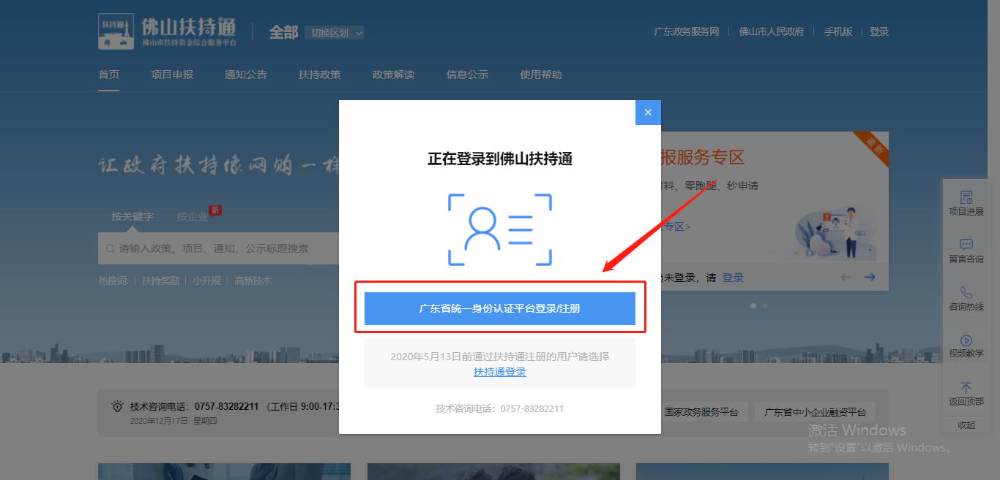 扶持通
佛山
佛山扶持通
佛山市扶持资金综合服务平台
全部
切换区划
广东政务服务网
佛山市人民政府
手机版
登录
首页
项目申报
通知公告
扶持政策
政策解读
信息公示
使用帮助
让政府扶持像网购一样
按关键字
按企业
新
请输入政策、项目、通知、公示标题搜索
热搜词:
扶持奖励
小升规
高新技术
×
正在登录到佛山扶持通
广东省统一身份认证平台登录/注册
2020年5月13日前通过扶持通注册的用户请选择
扶持通登录
技术咨询电话：0757-83282211
最新
报服务专区
材料、零跑腿、秒申请
专区>
尚未登录，请 登录
项目进展
留言咨询
咨询热线
视频教学
返回顶部
收起
技术咨询电话：0757-83282211 （工作日 9:00-17:3
2020年12月17日 星期四
国家政务服务平台
广东省中小企业融资平台
激活 Windows
转到"设置"以激活 Windows。